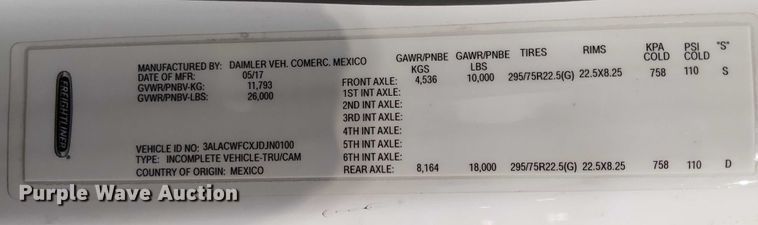 FREIGHTLINER
MANUFACTURED BY: DAIMLER VEH. COMERC. MEXICO
DATE OF MFR: 05/17
GVWR/PNBV-KG: 11,793
GVWR/PNBV-LBS: 26,000
VEHICLE ID NO: 3ALACWFCXJDJN0100
TYPE: INCOMPLETE VEHICLE-TRU/CAM
COUNTRY OF ORIGIN: MEXICO
GAWR/PNBE KGS GAWR/PNBE LBS TIRES RIMS KPA COLD PSI COLD "S"
FRONT AXLE: 4,536 10,000 295/75R22.5(G) 22.5X8.25 758 110 S
1ST INT AXLE:
2ND INT AXLE:
3RD INT AXLE:
4TH INT AXLE:
5TH INT AXLE:
6TH INT AXLE:
REAR AXLE: 8,164 18,000 295/75R22.5(G) 22.5X8.25 758 110 D
Purple Wave Auction